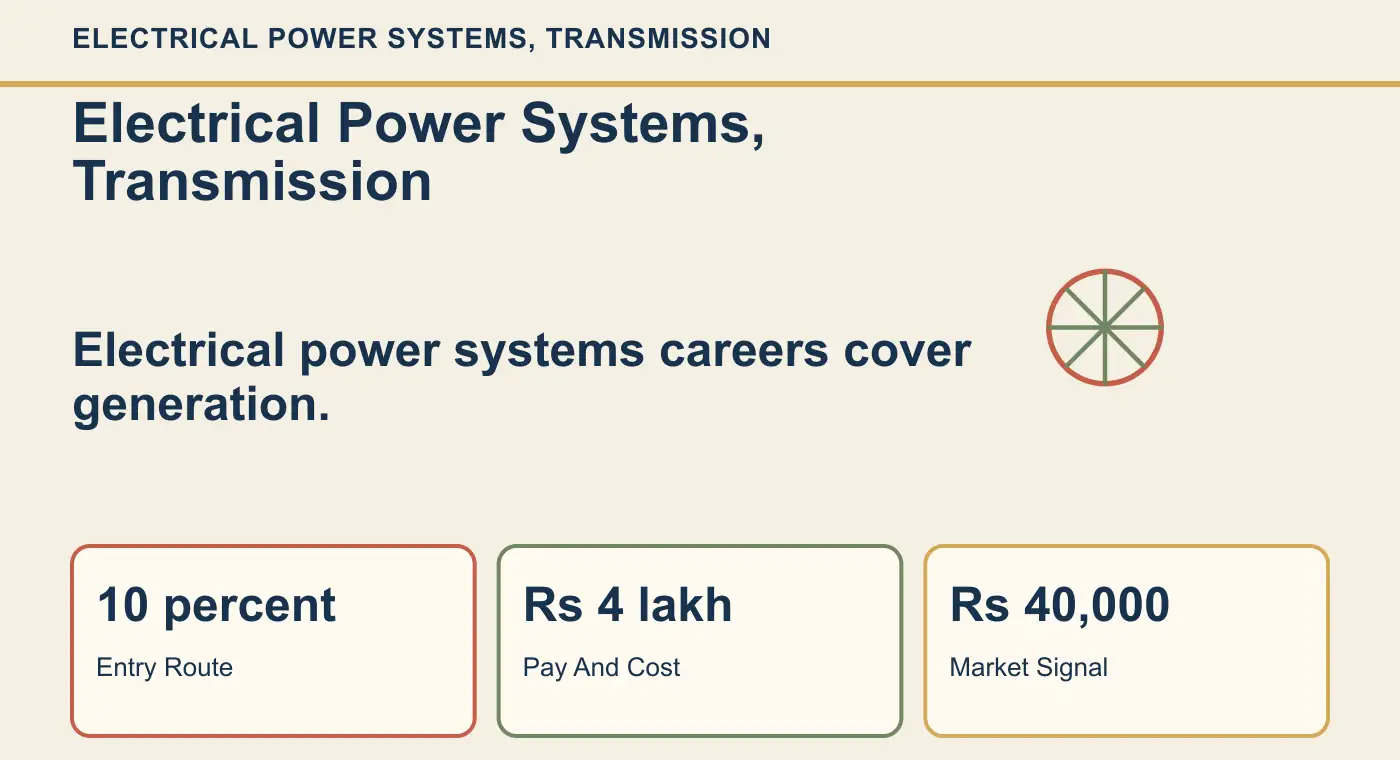 ELECTRICAL POWER SYSTEMS, TRANSMISSION
Electrical Power Systems,
Transmission
Electrical power systems careers cover
generation.
10 percent
Entry Route
Rs 4 lakh
Pay And Cost
Rs 40,000
Market Signal